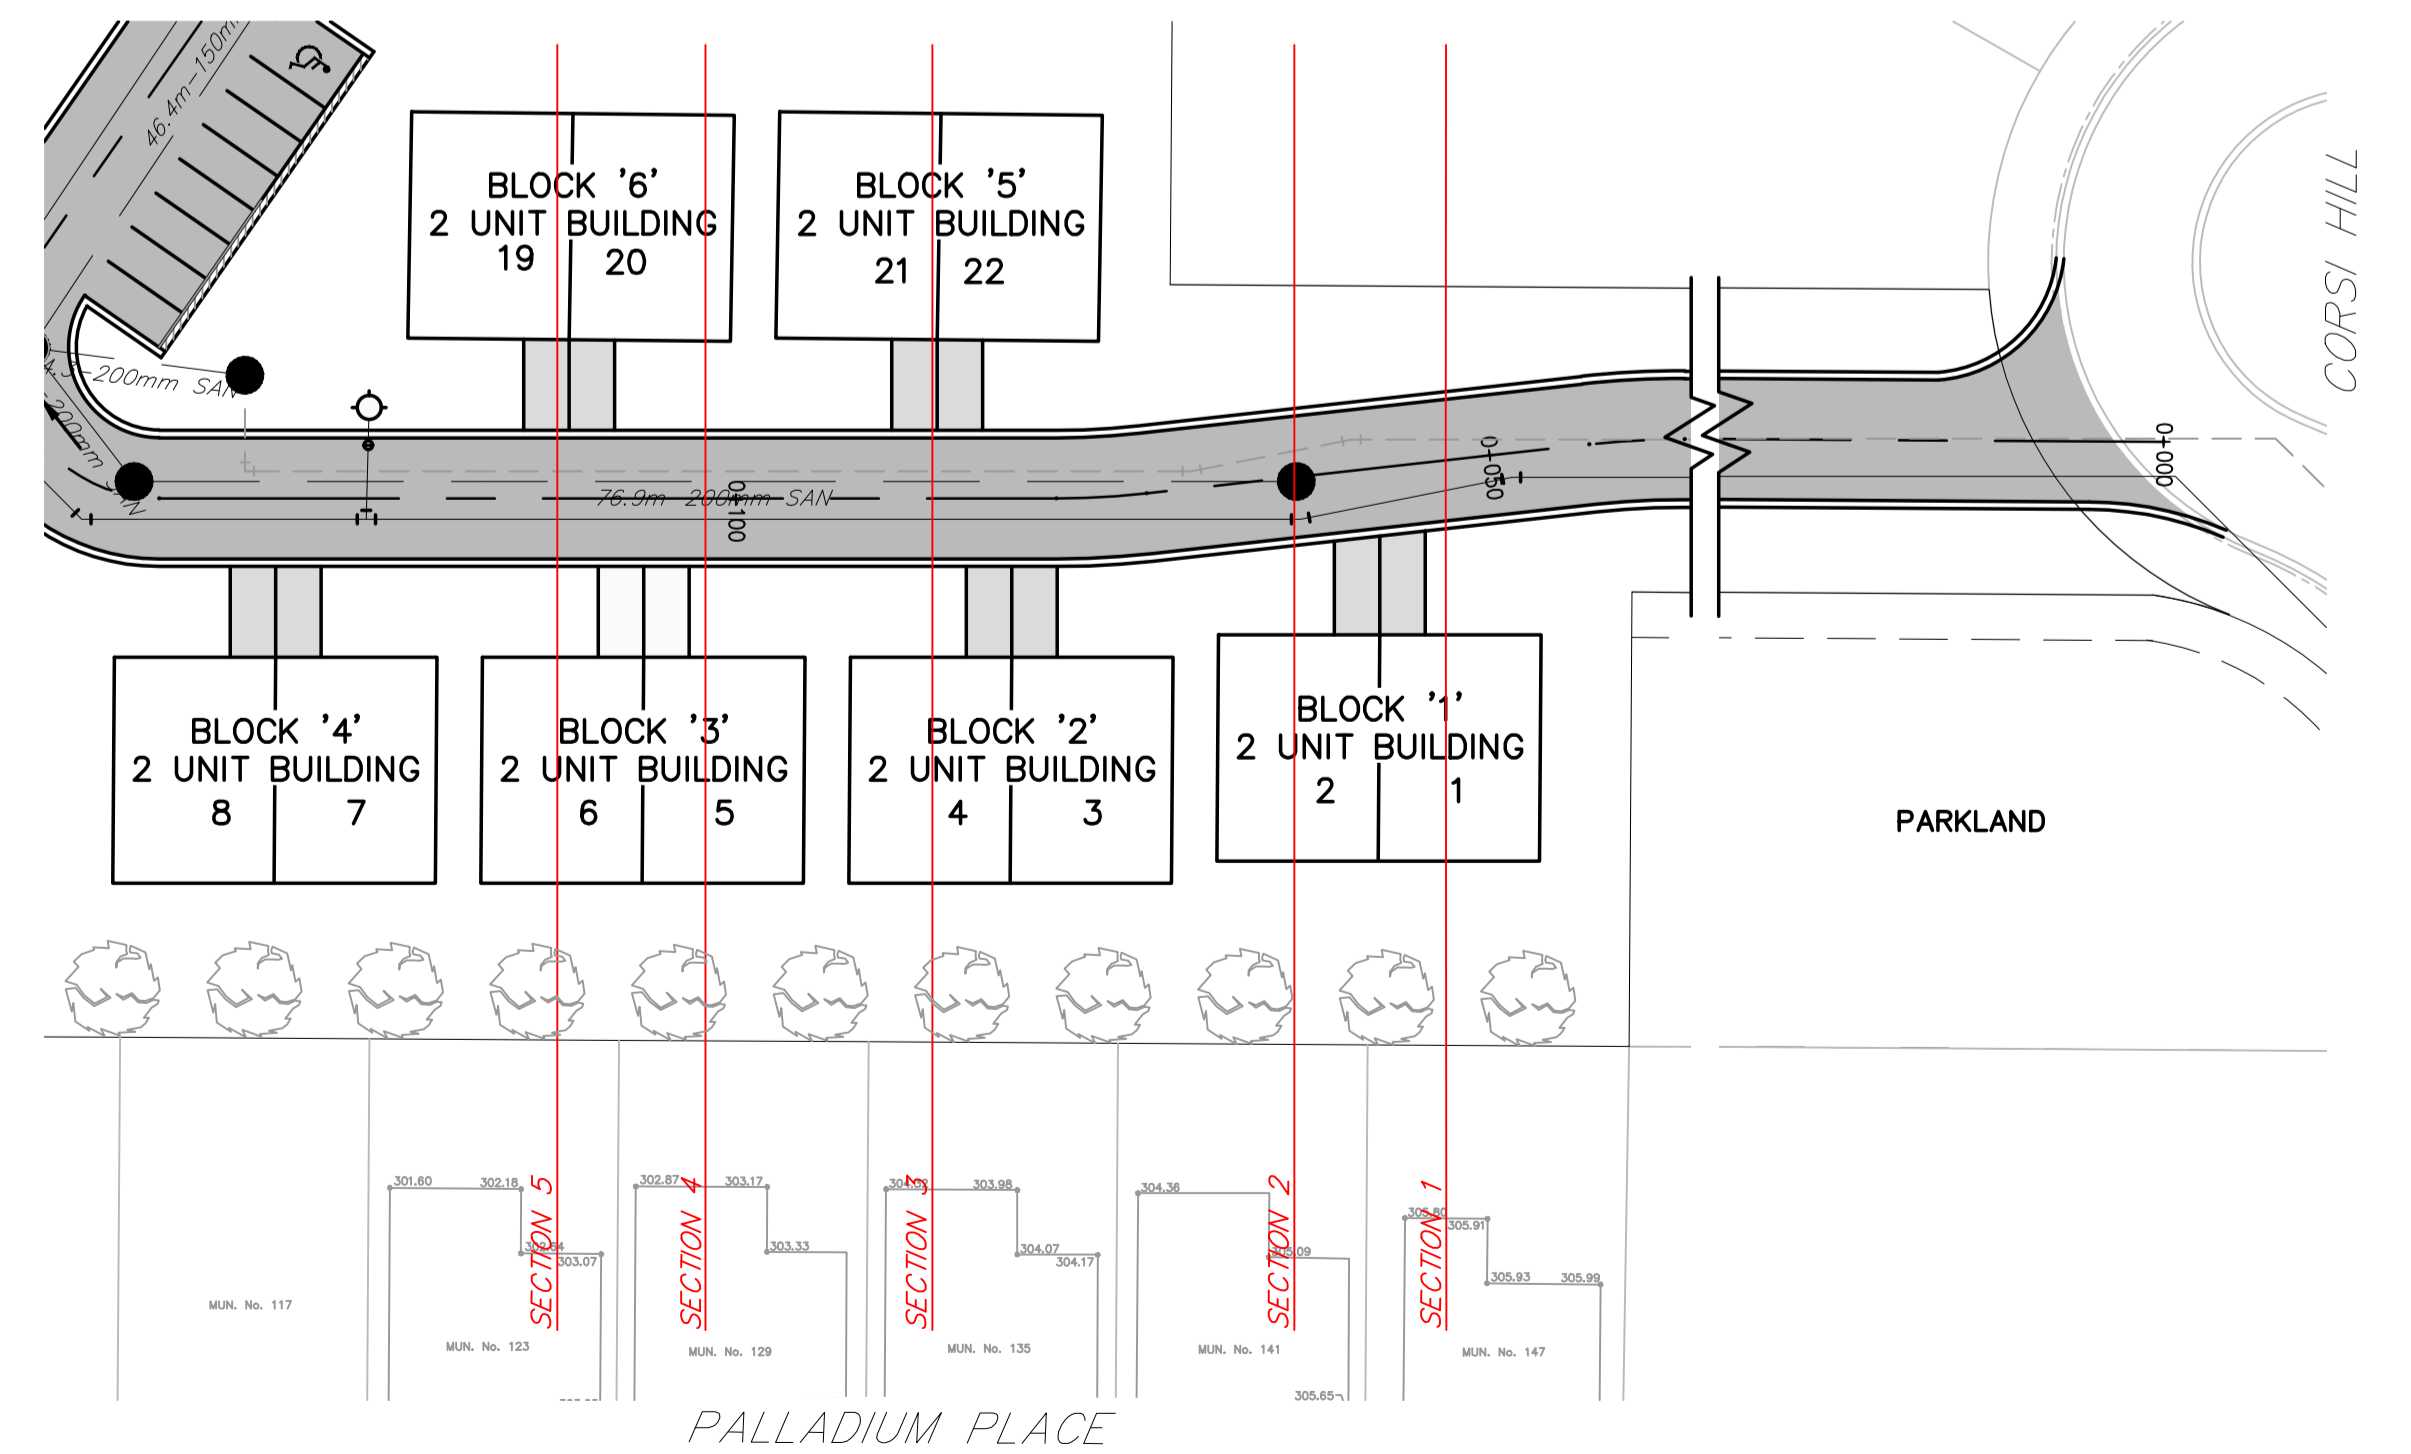 46.4m-150m
CORSI HILL
BLOCK '6'
2 UNIT BUILDING
19 20
BLOCK '5'
2 UNIT BUILDING
21 22
200mm SAN
200mm SAN
76.9m 200mm SAN
0+100
0-050
0-000
BLOCK '4'
2 UNIT BUILDING
8 7
BLOCK '3'
2 UNIT BUILDING
6 5
BLOCK '2'
2 UNIT BUILDING
4 3
BLOCK '1'
2 UNIT BUILDING
2 1
PARKLAND
SECTION 5
SECTION 4
SECTION 3
SECTION 2
SECTION 1
301.60 302.18
303.07
302.87 303.17
303.33
303.98
304.07
304.17
304.36
305.09
305.80
305.91
305.93 305.99
305.65
MUN. No. 117
MUN. No. 123
MUN. No. 129
MUN. No. 135
MUN. No. 141
MUN. No. 147
PALLADIUM PLACE